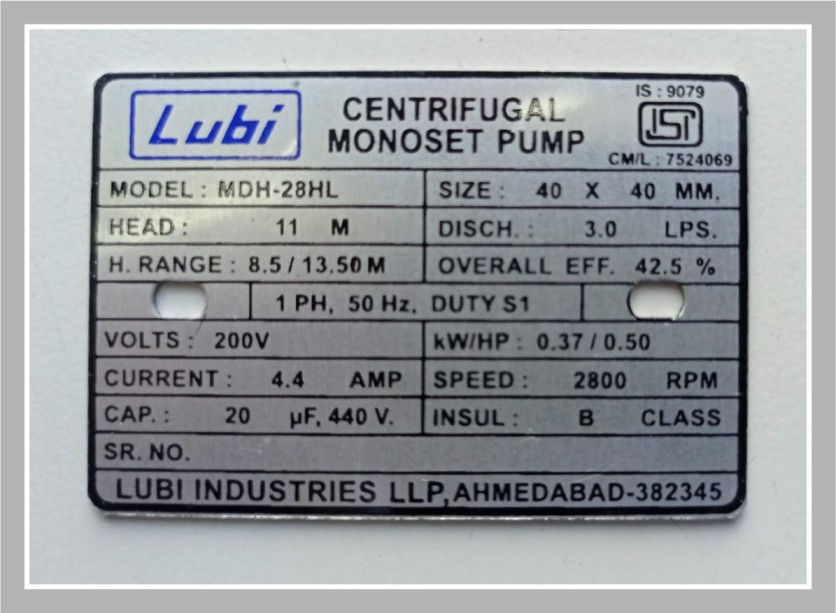 Lubi
CENTRIFUGAL
MONOSET PUMP
IS : 9079
ISI
CM/L : 7524069
MODEL : MDH-28HL
SIZE : 40 X 40 MM.
HEAD : 11 M
DISCH. : 3.0 LPS.
H. RANGE : 8.5 / 13.50 M
OVERALL EFF. 42.5 %
1 PH, 50 Hz, DUTY S1
VOLTS : 200V
kW/HP : 0.37 / 0.50
CURRENT : 4.4 AMP
SPEED : 2800 RPM
CAP. : 20 µF, 440 V.
INSUL : B CLASS
SR. NO.
LUBI INDUSTRIES LLP, AHMEDABAD-382345